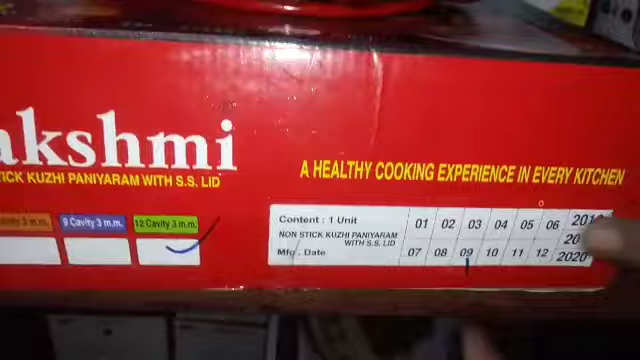 akshmi
TICK KUZHI PANIYARAM WITH S.S. LID
A HEALTHY COOKING EXPERIENCE IN EVERY KITCHEN
3 m.m. 9 Cavity 3 m.m. 12 Cavity 3 m.m.
Content : 1 Unit
NON STICK KUZHI PANIYARAM
WITH S.S. LID
Mfg. Date
01 02 03 04 05 06
07 08 09 10 11 12 2020